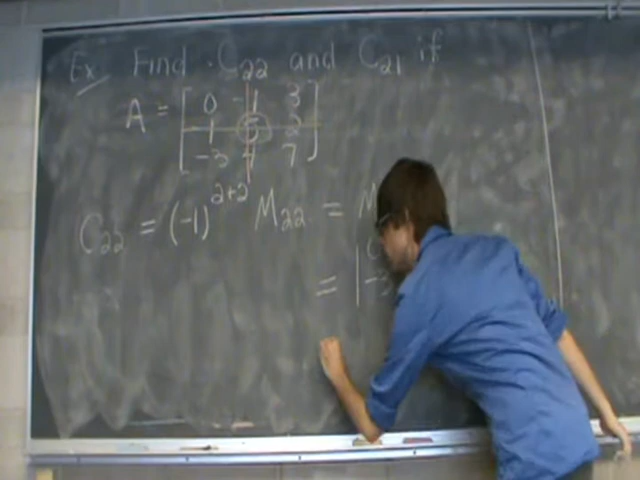 Ex Find C22 and C21 if
A = [ 0 -1 3
1 5 2
-3 7 ]
C22 = (-1)^2+2 M22 = M
= |